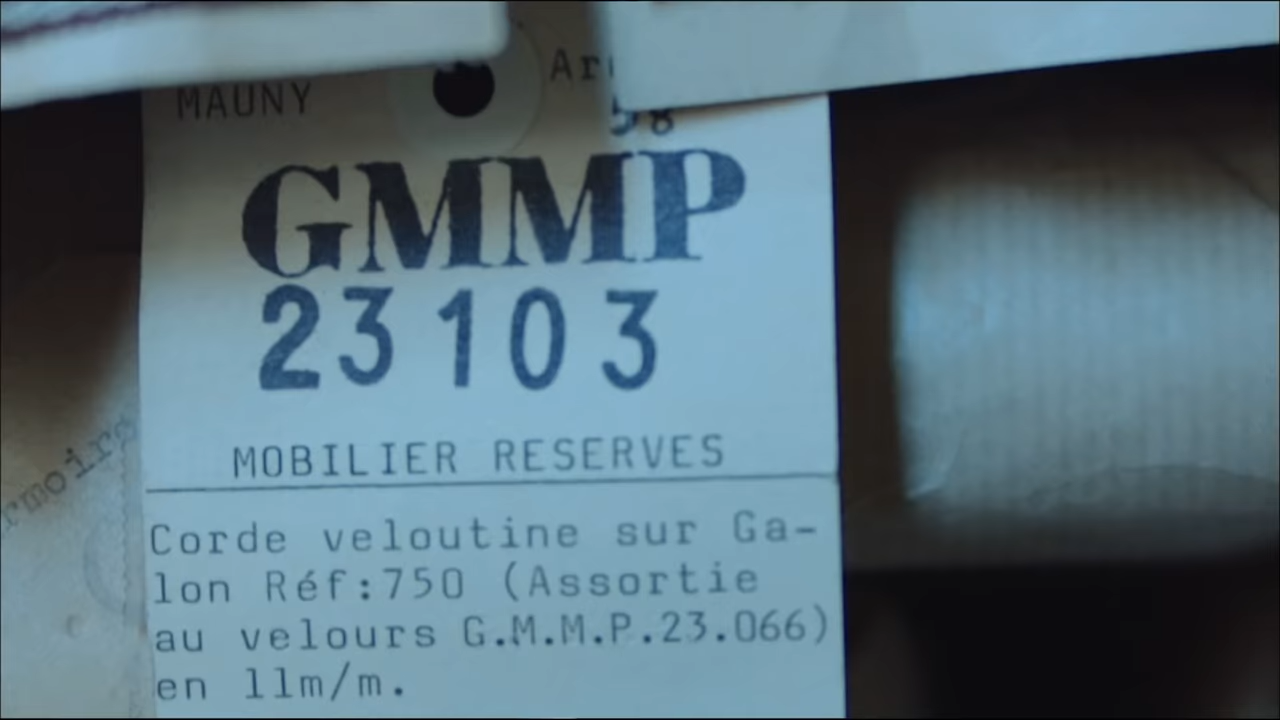 MAUNY
58
GMMP
23103
MOBILIER RESERVES
Corde veloutine sur Ga-
lon Réf:750 (Assortie
au velours G.M.M.P.23.066)
en 11m/m.